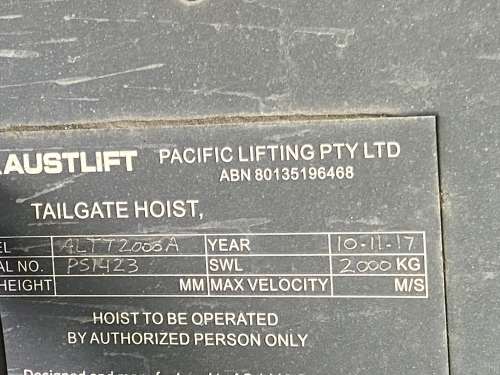 AUSTLIFT PACIFIC LIFTING PTY LTD
ABN 80135196468
TAILGATE HOIST,
EL ALTT2000A YEAR 10-11-17
AL NO. PS1423 SWL 2000 KG
HEIGHT MM MAX VELOCITY M/S
HOIST TO BE OPERATED
BY AUTHORIZED PERSON ONLY